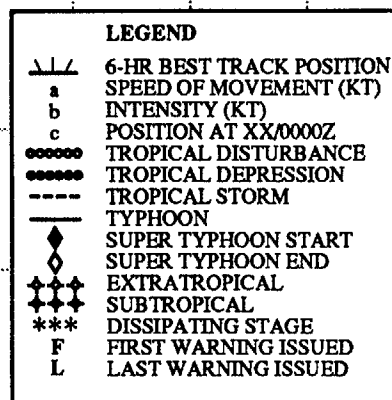 LEGEND
6-HR BEST TRACK POSITION
a SPEED OF MOVEMENT (KT)
b INTENSITY (KT)
c POSITION AT XX/0000Z
TROPICAL DISTURBANCE
TROPICAL DEPRESSION
TROPICAL STORM
TYPHOON
SUPER TYPHOON START
SUPER TYPHOON END
EXTRATROPICAL
SUBTROPICAL
*** DISSIPATING STAGE
F FIRST WARNING ISSUED
L LAST WARNING ISSUED